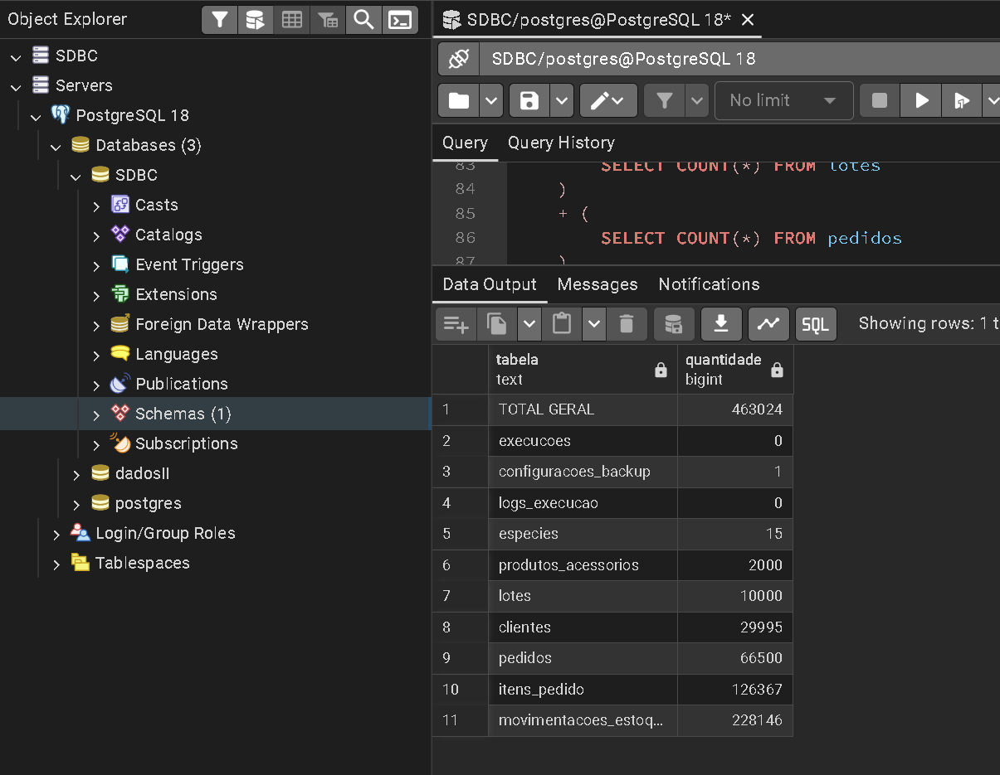 Object Explorer
SDBC
Servers
PostgreSQL 18
Databases (3)
SDBC
Casts
Catalogs
Event Triggers
Extensions
Foreign Data Wrappers
Languages
Publications
Schemas (1)
Subscriptions
dadosII
postgres
Login/Group Roles
Tablespaces
SDBC/postgres@PostgreSQL 18*
SDBC/postgres@PostgreSQL 18
No limit
Query Query History
83 SELECT COUNT(*) FROM lotes
84 )
85 + (
86 SELECT COUNT(*) FROM pedidos
87 )
Data Output Messages Notifications
SQL Showing rows: 1 t
tabela quantidade
text bigint
1 TOTAL GERAL 463024
2 execucoes 0
3 configuracoes_backup 1
4 logs_execucao 0
5 especies 15
6 produtos_acessorios 2000
7 lotes 10000
8 clientes 29995
9 pedidos 66500
10 itens_pedido 126367
11 movimentacoes_estoq... 228146